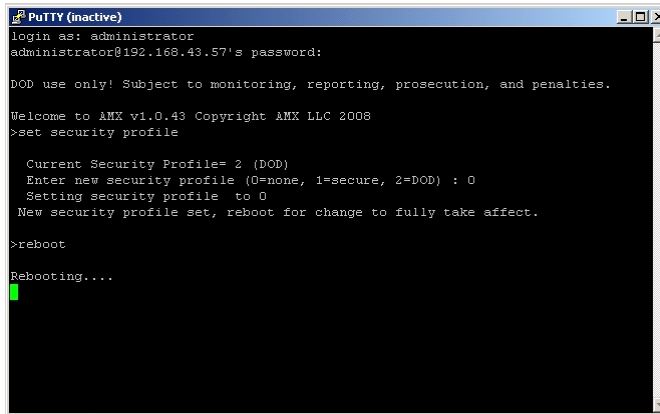 PuTTY (inactive)
login as: administrator
administrator@192.168.43.57's password:
DOD use only! Subject to monitoring, reporting, prosecution, and penalties.
Welcome to AMX v1.0.43 Copyright AMX LLC 2008
>set security profile
Current Security Profile= 2 (DOD)
Enter new security profile (0=none, 1=secure, 2=DOD) : 0
Setting security profile  to 0
New security profile set, reboot for change to fully take affect.
>reboot
Rebooting....